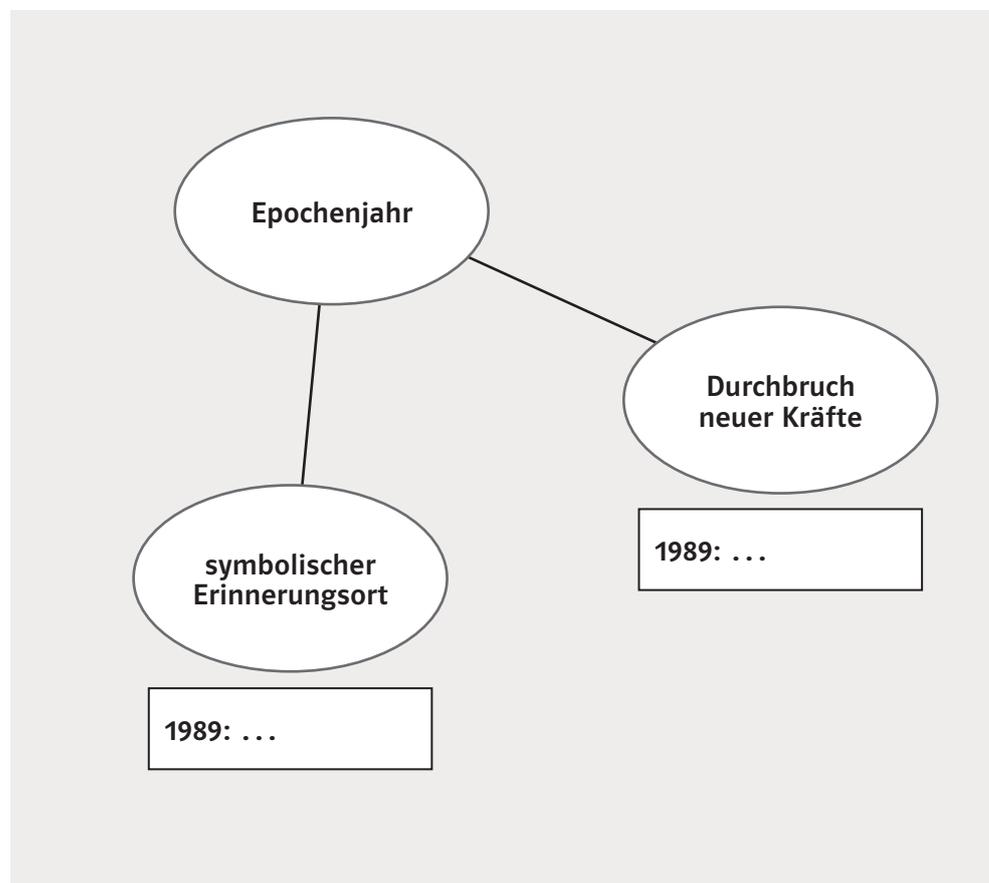 Epochenjahr
Durchbruch
neuer Kräfte
1989: ...
symbolischer
Erinnerungsort
1989: ...